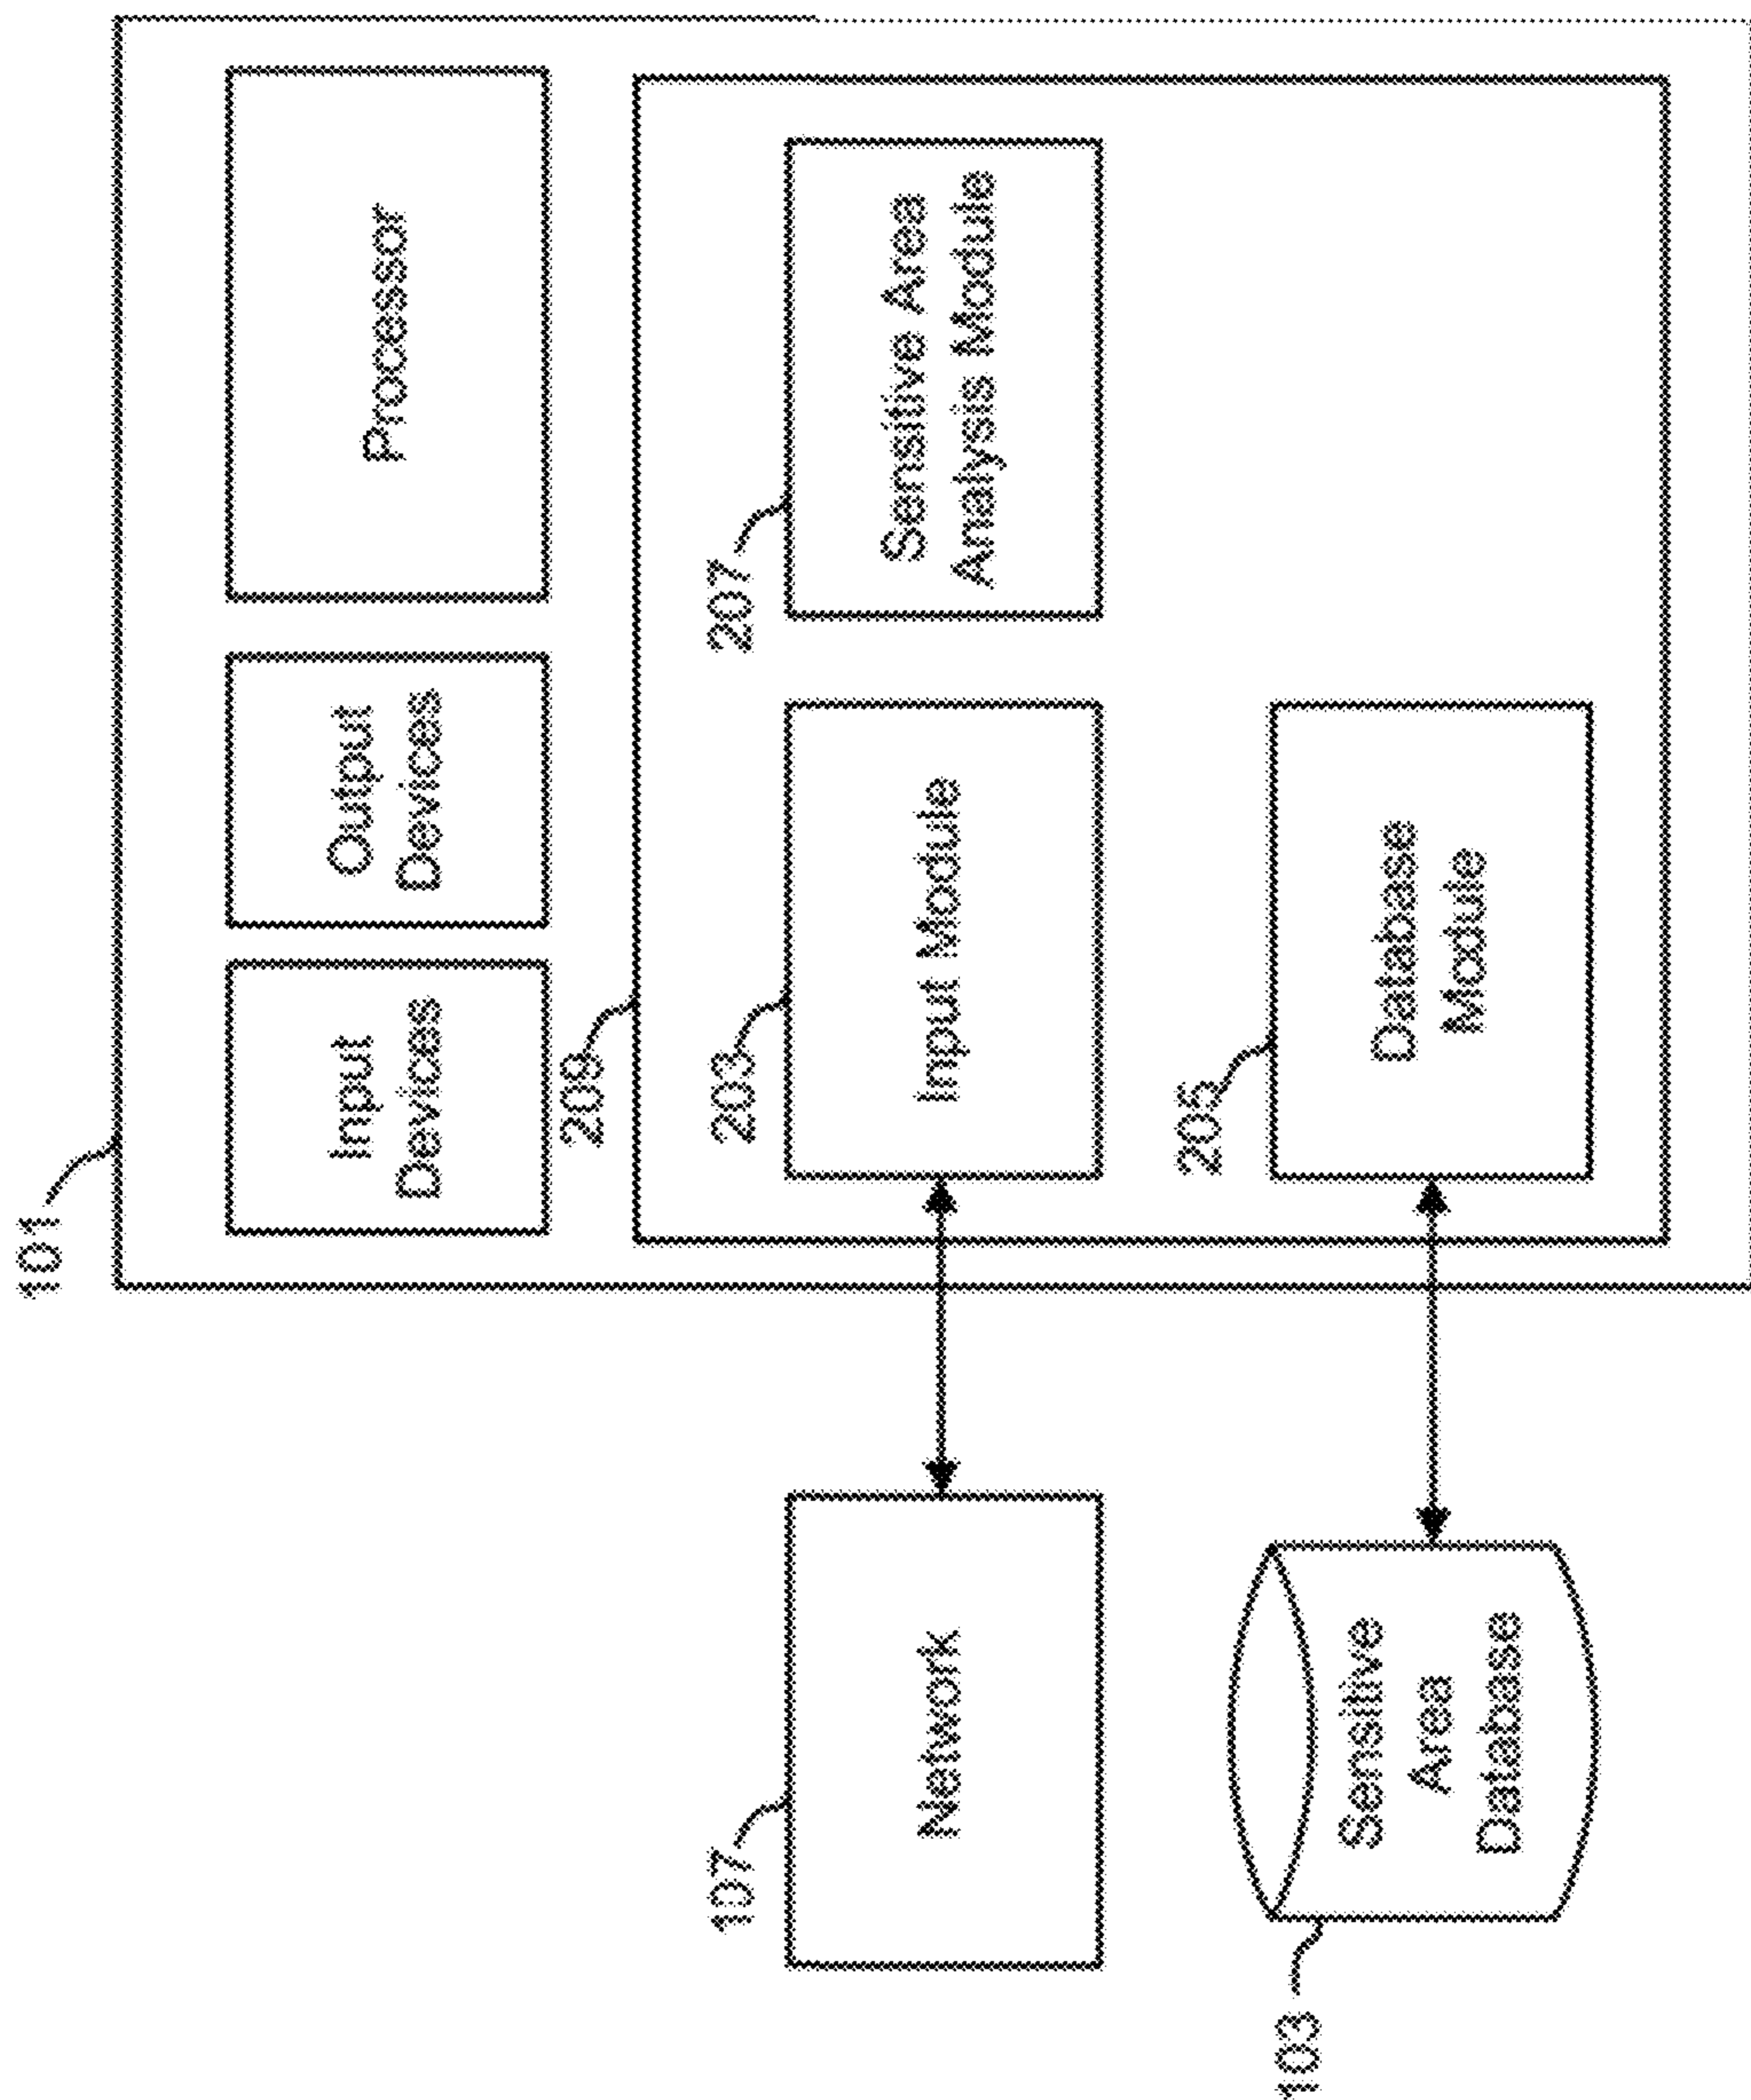 101
Input
Devices
Output
Devices
Processor
209
107
203
207
Network
Input Module
Sensitive Area
Analysis Module
205
103
Sensitive
Area
Database
Database
Module